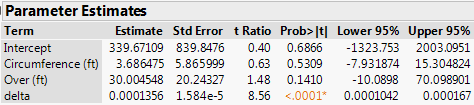 Parameter Estimates
Term Estimate Std Error t Ratio Prob>|t| Lower 95% Upper 95%
Intercept 339.67109 839.8476 0.40 0.6866 -1323.753 2003.0951
Circumference (ft) 3.686475 5.865999 0.63 0.5309 -7.931874 15.304824
Over (ft) 30.004548 20.24327 1.48 0.1410 -10.0898 70.098901
delta 0.0001356 1.584e-5 8.56 <.0001* 0.0001042 0.000167